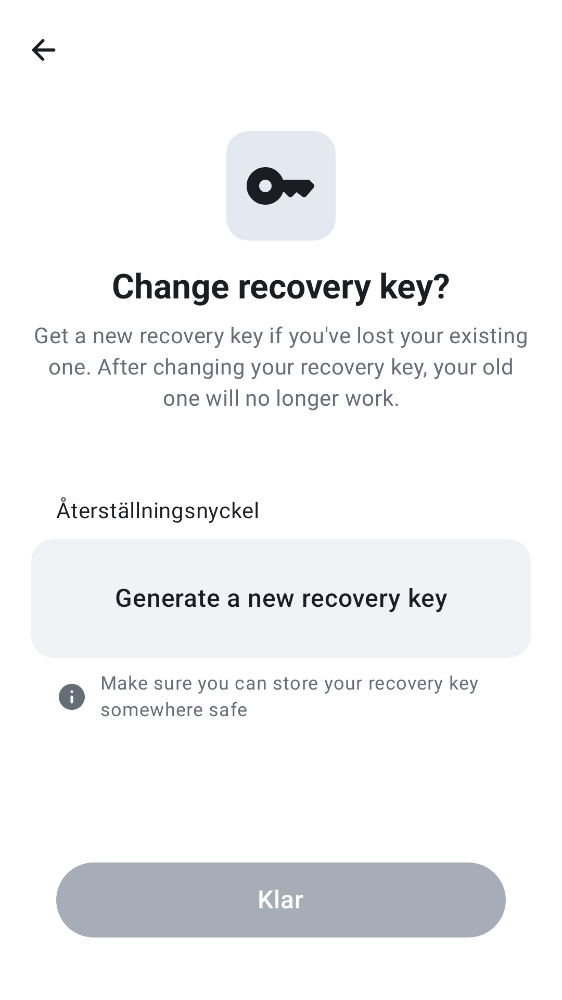 Change recovery key?
Get a new recovery key if you've lost your existing
one. After changing your recovery key, your old
one will no longer work.
Återställningsnyckel
Generate a new recovery key
Make sure you can store your recovery key
somewhere safe
Klar